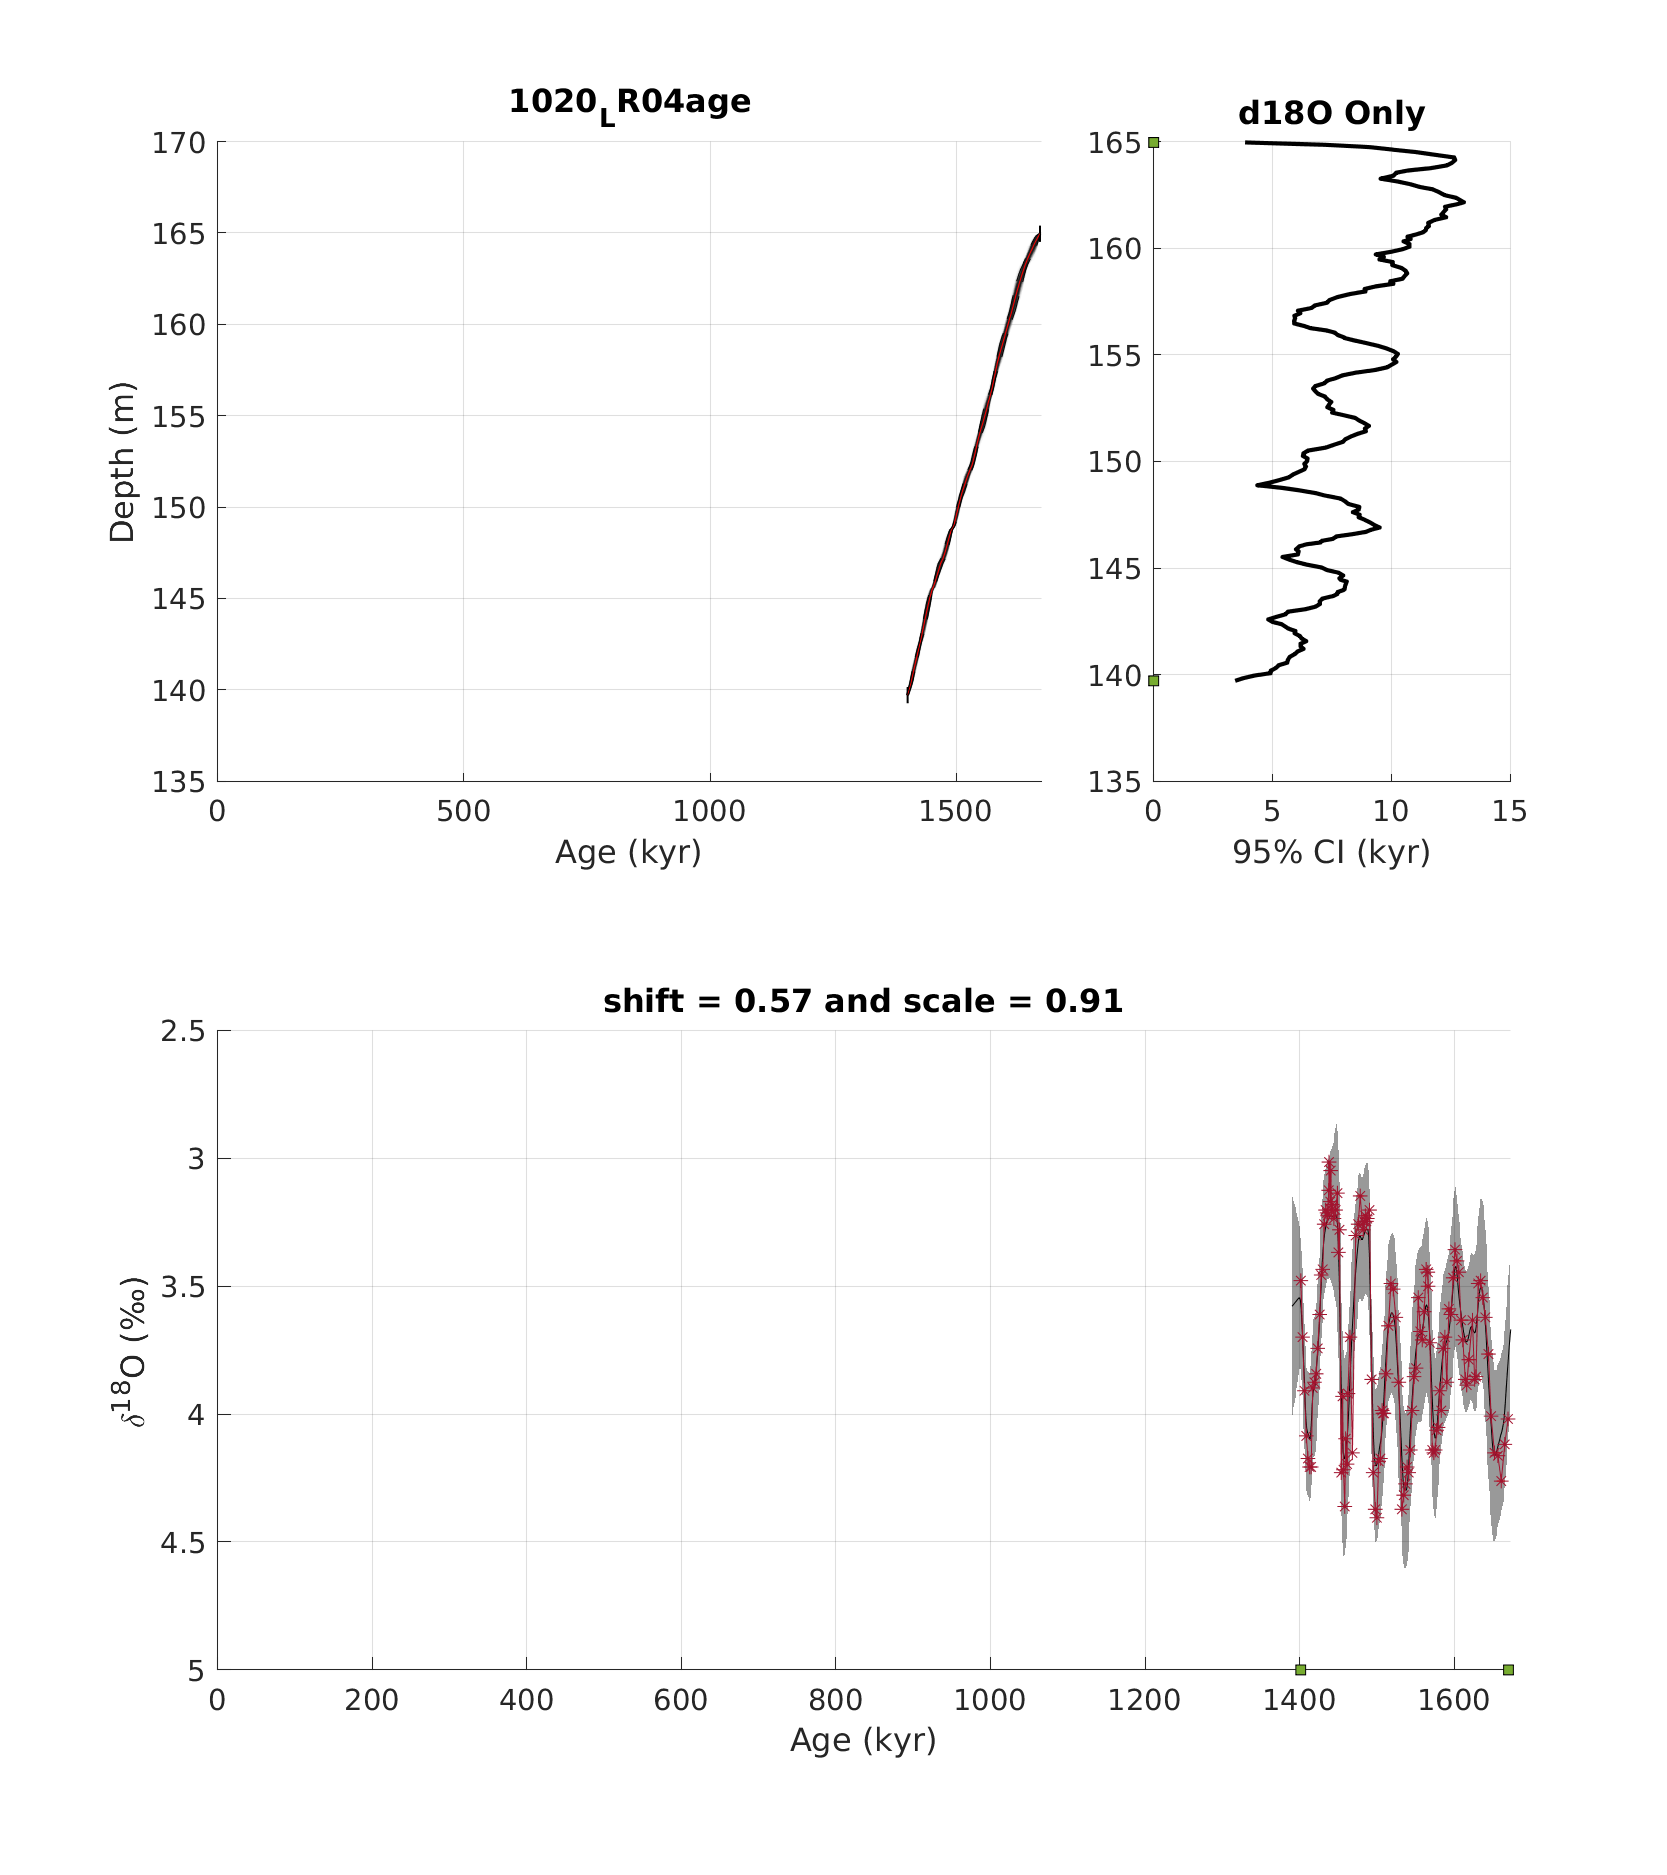 1020_LR04age
170
165
160
155
150
145
140
135
Depth (m)
0 500 1000 1500
Age (kyr)
d18O Only
165
160
155
150
145
140
135
0 5 10 15
95% CI (kyr)
shift = 0.57 and scale = 0.91
2.5
3
3.5
4
4.5
5
δ18O (‰)
0 200 400 600 800 1000 1200 1400 1600
Age (kyr)